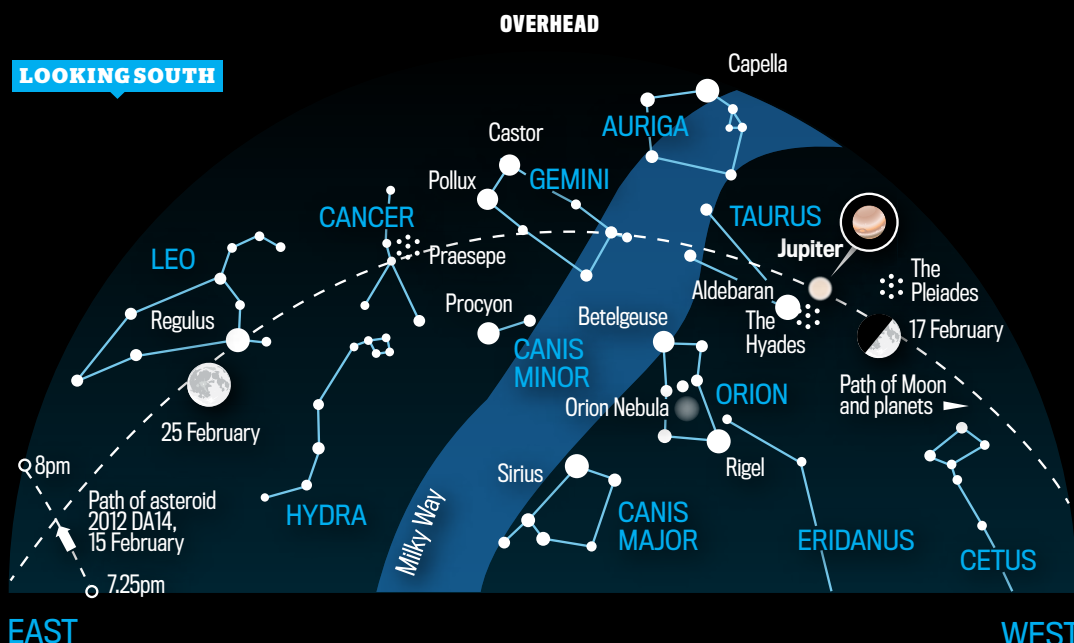 OVERHEAD
LOOKING SOUTH
Capella
AURIGA
Castor
Pollux
GEMINI
CANCER
Praesepe
TAURUS
Jupiter
LEO
The
Pleiades
Aldebaran
The
Hyades
Procyon
Betelgeuse
Regulus
17 February
CANIS
MINOR
Path of Moon
and planets
ORION
Orion Nebula
25 February
Rigel
8pm
Sirius
Path of asteroid
2012 DA14,
15 February
HYDRA
Milky Way
CANIS
MAJOR
ERIDANUS
CETUS
7.25pm
EAST
WEST